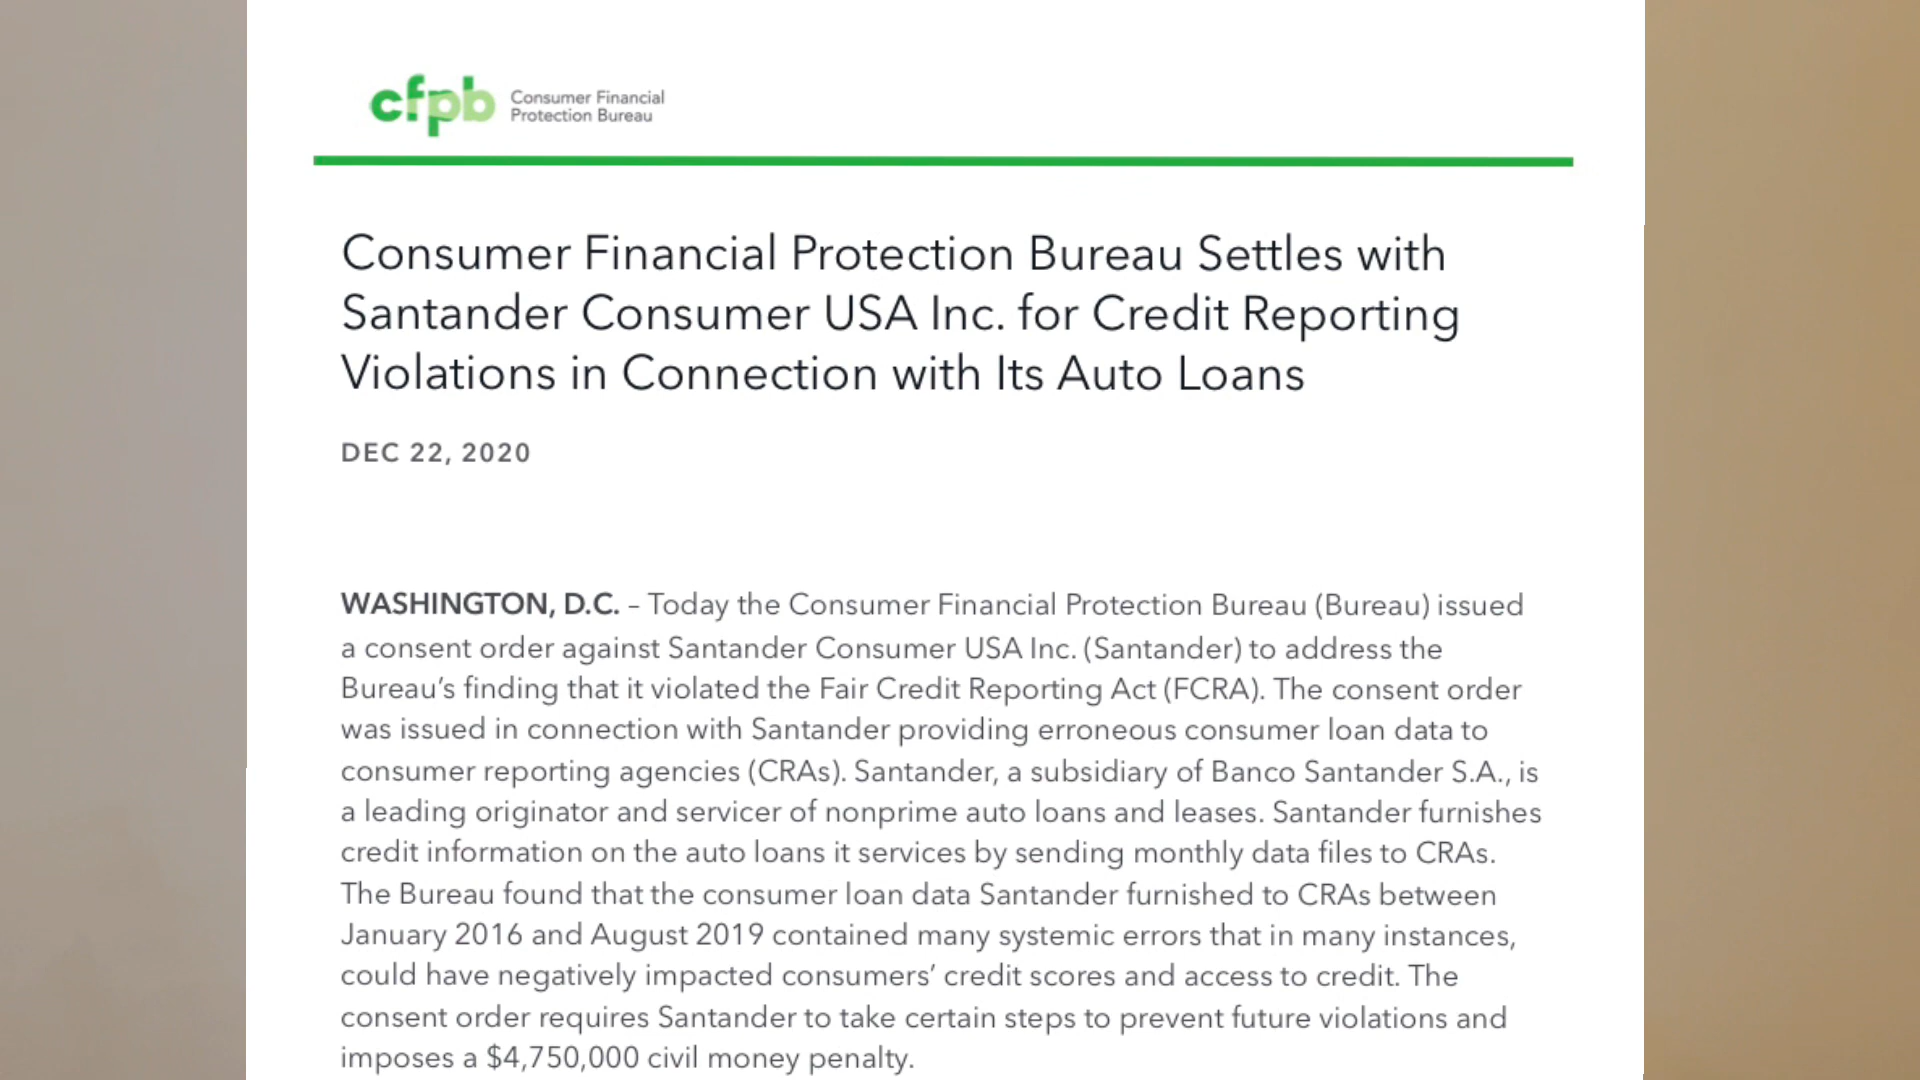 cfpb
Consumer Financial
Protection Bureau
Consumer Financial Protection Bureau Settles with
Santander Consumer USA Inc. for Credit Reporting
Violations in Connection with Its Auto Loans
DEC 22, 2020
WASHINGTON, D.C. – Today the Consumer Financial Protection Bureau (Bureau) issued
a consent order against Santander Consumer USA Inc. (Santander) to address the
Bureau’s finding that it violated the Fair Credit Reporting Act (FCRA). The consent order
was issued in connection with Santander providing erroneous consumer loan data to
consumer reporting agencies (CRAs). Santander, a subsidiary of Banco Santander S.A., is
a leading originator and servicer of nonprime auto loans and leases. Santander furnishes
credit information on the auto loans it services by sending monthly data files to CRAs.
The Bureau found that the consumer loan data Santander furnished to CRAs between
January 2016 and August 2019 contained many systemic errors that in many instances,
could have negatively impacted consumers’ credit scores and access to credit. The
consent order requires Santander to take certain steps to prevent future violations and
imposes a $4,750,000 civil money penalty.